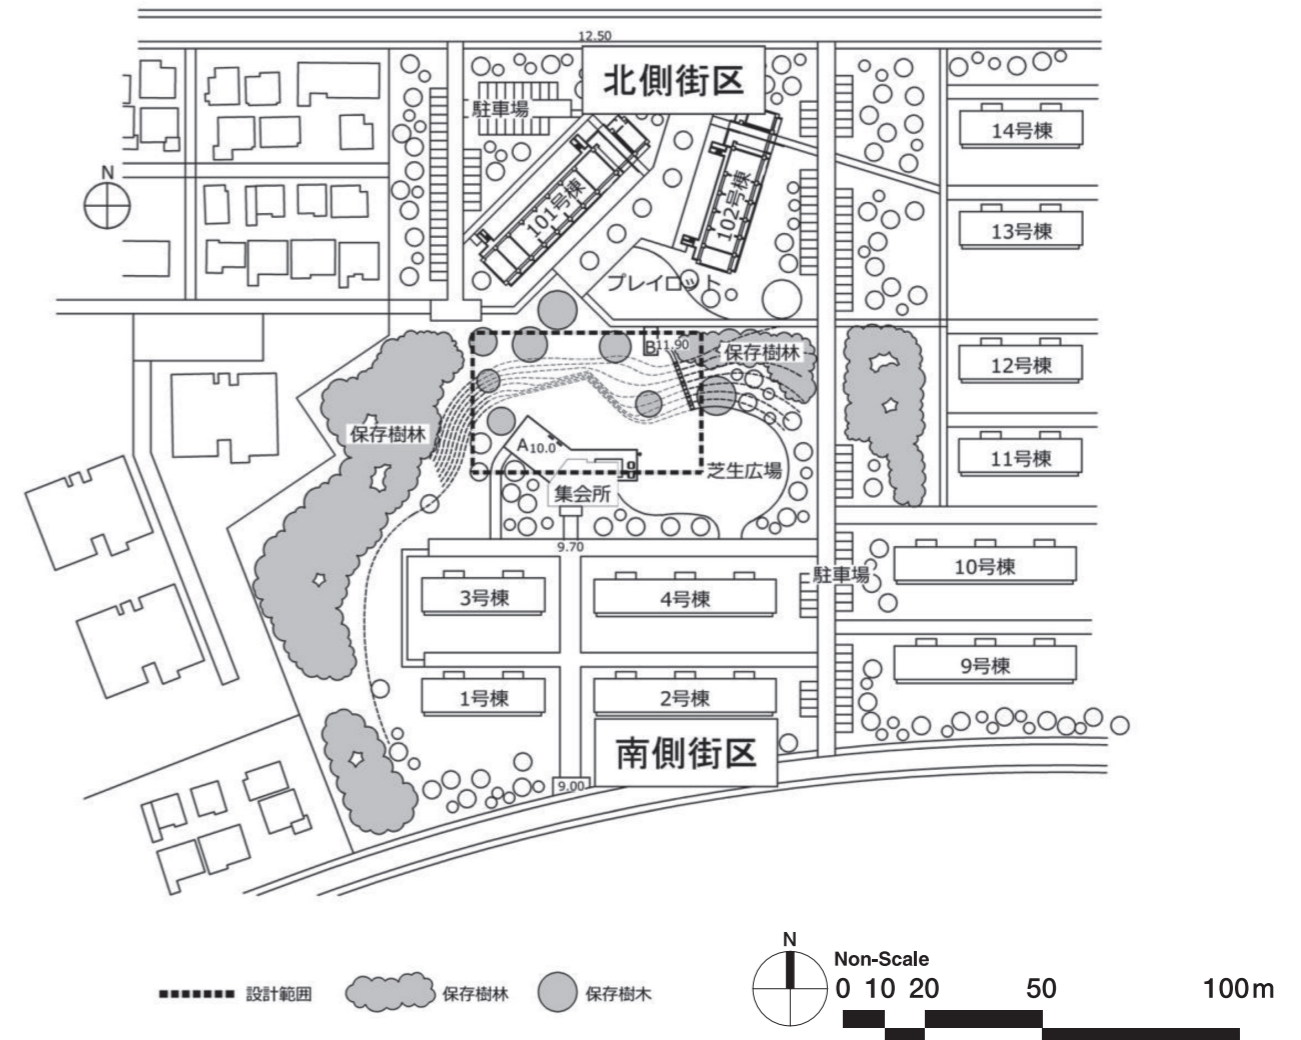 12.50
北側街区
駐車場
14号棟
N
101号棟
102号棟
13号棟
プレイロット
B11.90
保存樹林
12号棟
保存樹林
A10.0
芝生広場
11号棟
集会所
9.70
駐車場
10号棟
3号棟
4号棟
9号棟
1号棟
2号棟
南側街区
9.00
N
Non-Scale
0 10 20 50 100m
設計範囲
保存樹林
保存樹木